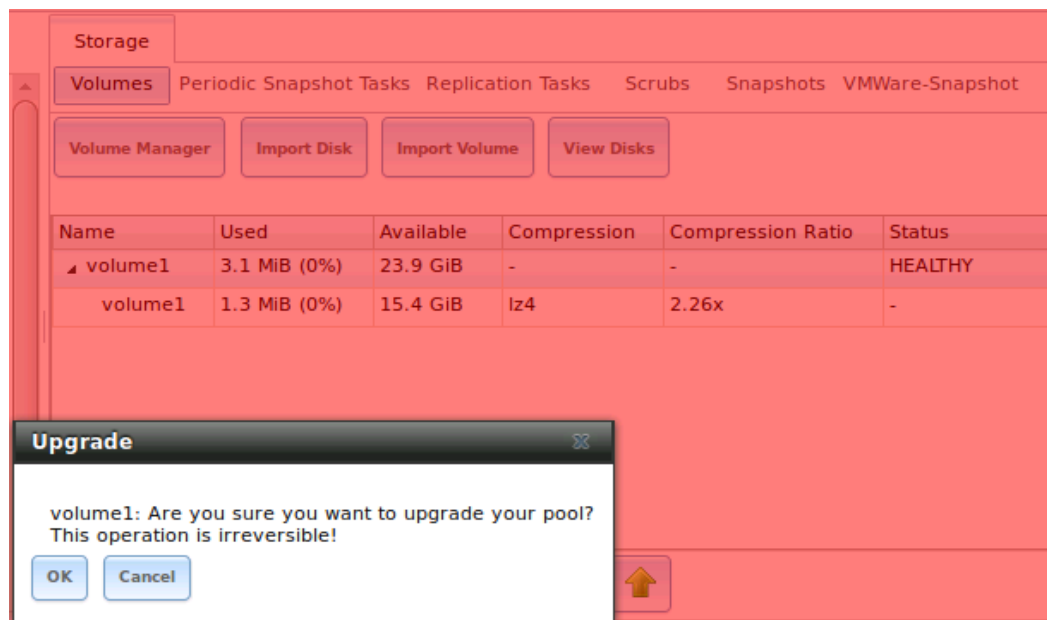 Storage
Volumes Periodic Snapshot Tasks Replication Tasks Scrubs Snapshots VMWare-Snapshot
Volume Manager Import Disk Import Volume View Disks
Name Used Available Compression Compression Ratio Status
volume1 3.1 MiB (0%) 23.9 GiB - - HEALTHY
volume1 1.3 MiB (0%) 15.4 GiB lz4 2.26x -
Upgrade
volume1: Are you sure you want to upgrade your pool?
This operation is irreversible!
OK Cancel